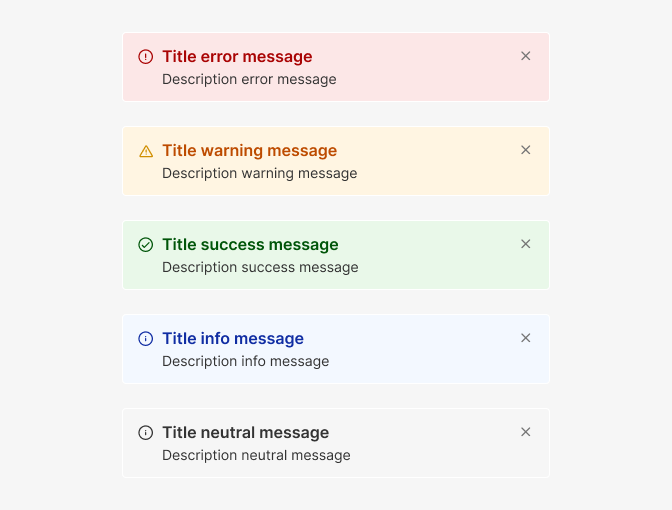 Title error message
Description error message
Title warning message
Description warning message
Title success message
Description success message
Title info message
Description info message
Title neutral message
Description neutral message